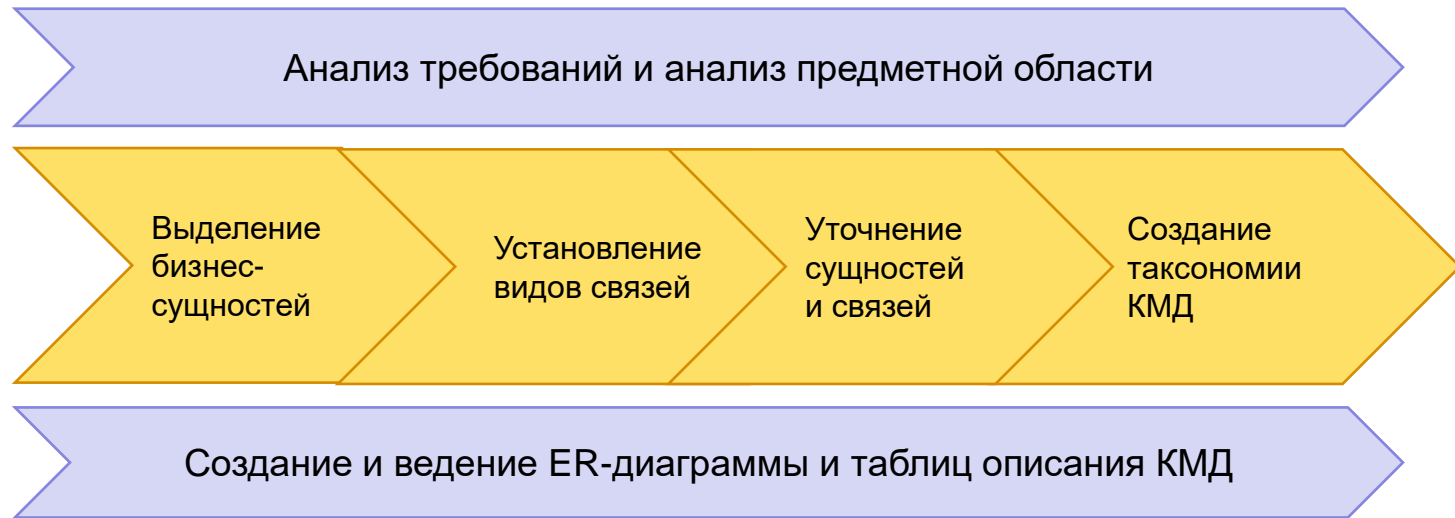 Анализ требований и анализ предметной области
Выделение
бизнес-
сущностей
Установление
видов связей
Уточнение
сущностей
и связей
Создание
таксономии
КМД
Создание и ведение ER-диаграммы и таблиц описания КМД